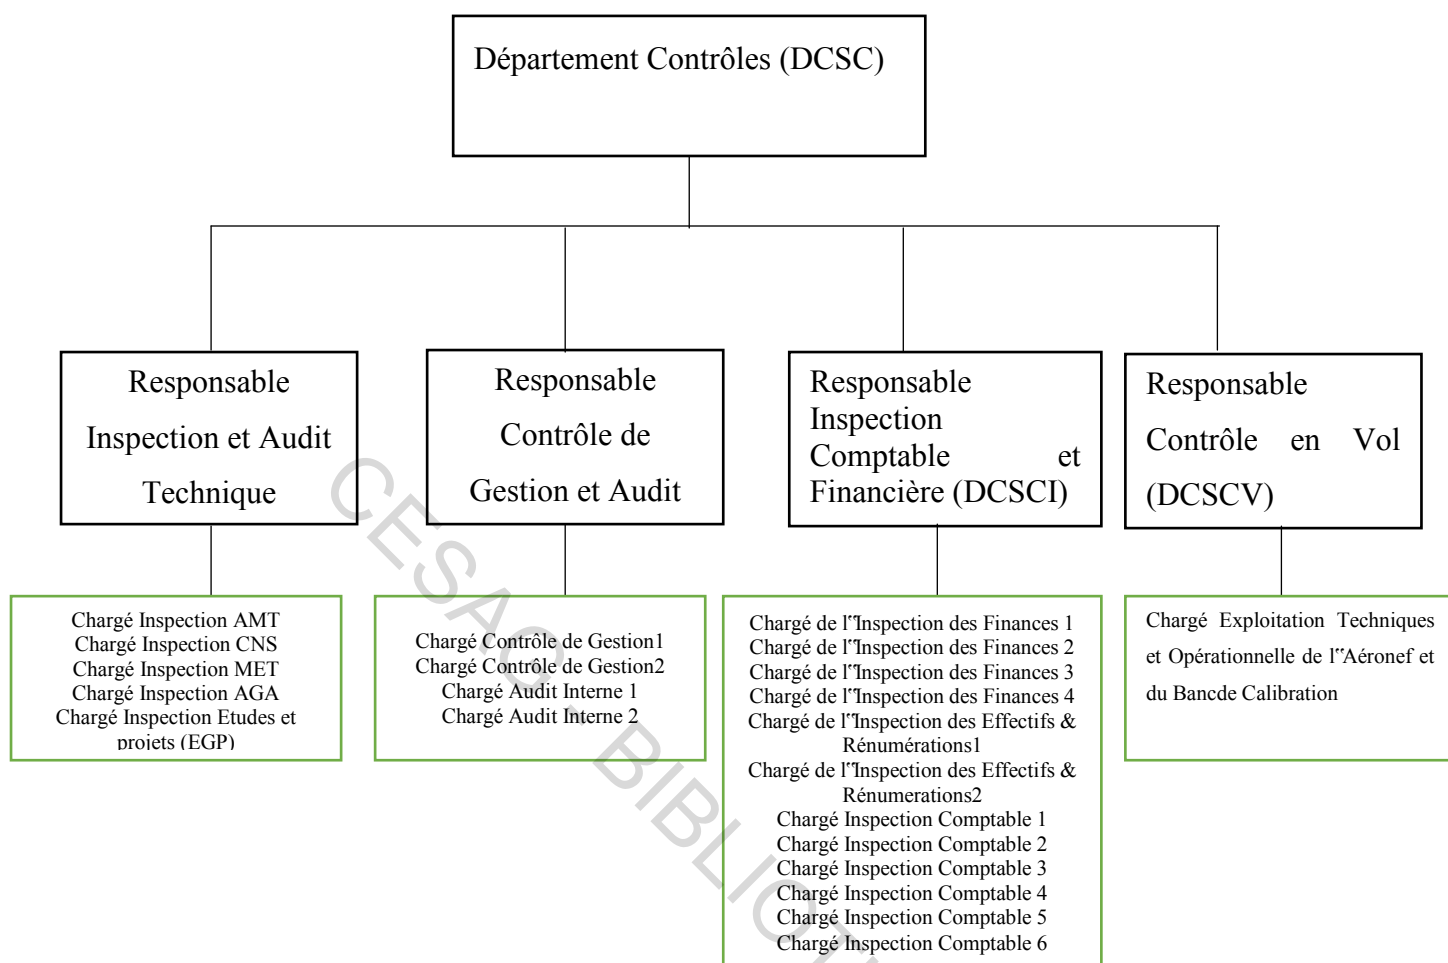 Département Contrôles (DCSC)
Responsable
Inspection et Audit
Technique
Responsable
Contrôle de
Gestion et Audit
Responsable
Inspection
Comptable et
Financière (DCSCI)
Responsable
Contrôle en Vol
(DCSCV)
Chargé Inspection AMT
Chargé Inspection CNS
Chargé Inspection MET
Chargé Inspection AGA
Chargé Inspection Etudes et
projets (EGP)
Chargé Contrôle de Gestion1
Chargé Contrôle de Gestion2
Chargé Audit Interne 1
Chargé Audit Interne 2
Chargé de l‟Inspection des Finances 1
Chargé de l‟Inspection des Finances 2
Chargé de l‟Inspection des Finances 3
Chargé de l‟Inspection des Finances 4
Chargé de l‟Inspection des Effectifs &
Rénumérations1
Chargé de l‟Inspection des Effectifs &
Rénumerations2
Chargé Inspection Comptable 1
Chargé Inspection Comptable 2
Chargé Inspection Comptable 3
Chargé Inspection Comptable 4
Chargé Inspection Comptable 5
Chargé Inspection Comptable 6
Chargé Exploitation Techniques
et Opérationnelle de l‟Aéronef et
du Bancde Calibration
CESAG - BIBLIOT